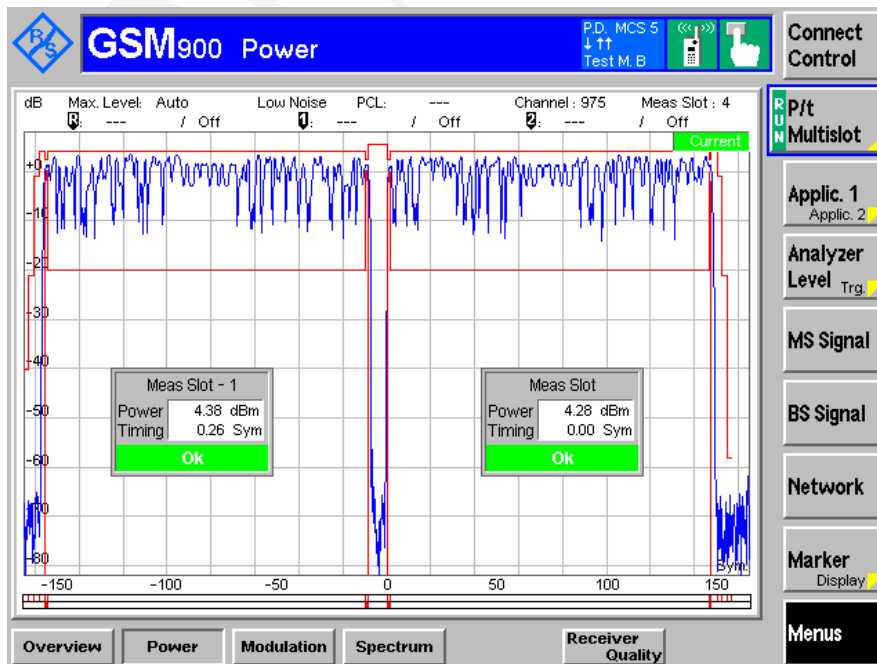 R/S
GSM900 Power
P.D. MCS 5
↓ ↑↑
Test M. B
Connect Control
dB Max. Level: Auto Low Noise PCL: --- Channel : 975 Meas Slot : 4
R: --- / Off 1: --- / Off 2: --- / Off
Current
RUN
P/t Multislot
Applic. 1
Applic. 2
Analyzer Level Trg.
MS Signal
BS Signal
Network
Marker
Display
Menus
+0
-10
-20
-30
-40
-50
-60
-70
-80
Meas Slot - 1
Power 4.38 dBm
Timing 0.26 Sym
Ok
Meas Slot
Power 4.28 dBm
Timing 0.00 Sym
Ok
Sym.
-150 -100 -50 0 50 100 150
Overview Power Modulation Spectrum Receiver Quality